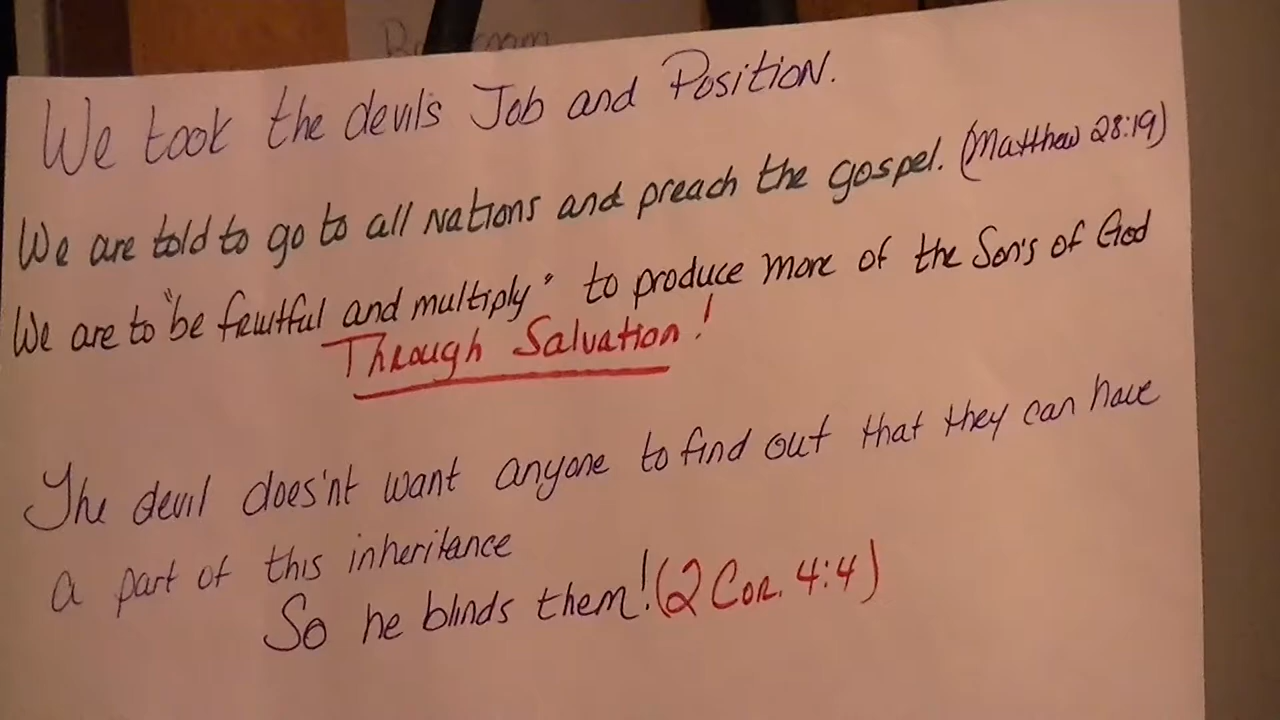 We took the devil's Job and Position.
We are told to go to all Nations and preach the gospel. (Matthew 28:19)
We are to "be fruitful and multiply" to produce more of the Son's of God
Through Salvation!
The devil does'nt want anyone to find out that they can have
a part of this inheritance
So he blinds them! (2 Cor. 4:4)